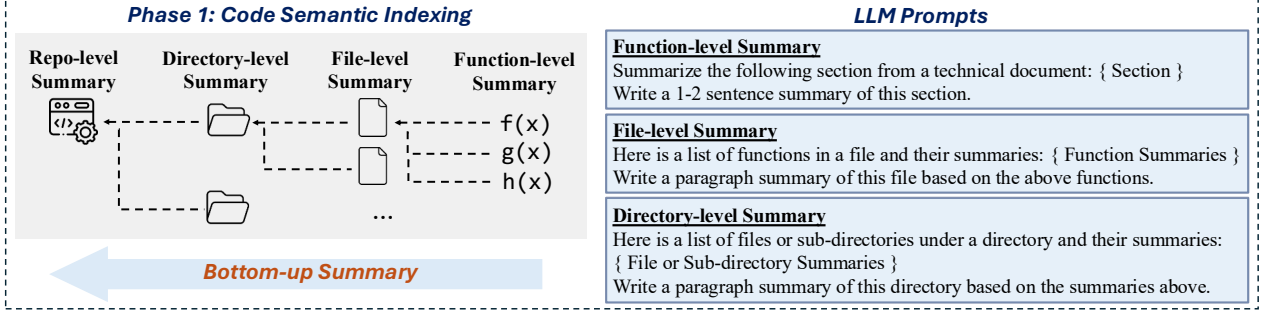 Phase 1: Code Semantic Indexing
Repo-level
Summary
Directory-level
Summary
File-level
Summary
Function-level
Summary
</>
f(x)
g(x)
h(x)
...
Bottom-up Summary
LLM Prompts
Function-level Summary
Summarize the following section from a technical document: { Section }
Write a 1-2 sentence summary of this section.
File-level Summary
Here is a list of functions in a file and their summaries: { Function Summaries }
Write a paragraph summary of this file based on the above functions.
Directory-level Summary
Here is a list of files or sub-directories under a directory and their summaries:
{ File or Sub-directory Summaries }
Write a paragraph summary of this directory based on the summaries above.